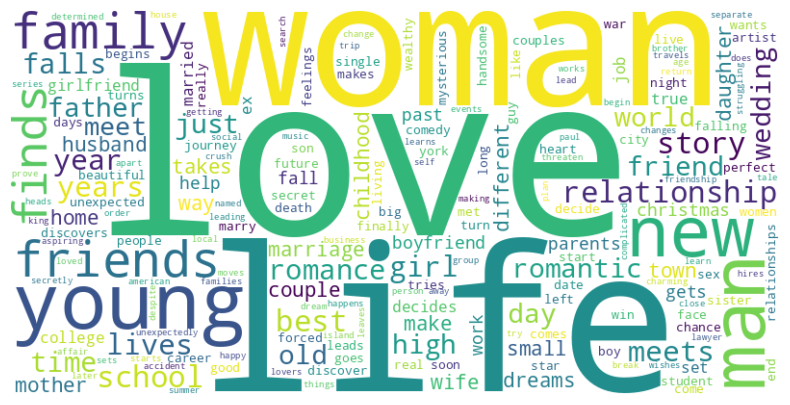 determined
house
family
woman
falls
begins
girlfriend
series
turns
father
getting
days
meet
husband
year
beautiful
years
unexpected
home
finds
married
really
trip
search
change
makes
feelings
single
wealthy
couples
mysterious
like
handsome
guy
works
lead
war
live
job
city
night
true
separate
wants
artist
brother
travels
age
return
does
struggling
daughter
falling
wedding
love
just
ex
social
takes
crush
journey
help
apart
way
prove
heads
discovers
king
named
order
aspiring
leading
marry
local
people
music
son
future
fall
secret
death
learns
self
childhood
living
past
comedy
york
events
big
met
finally
making
turn
long
heart
different
paul
threaten
world
story
friend
begin
changes
friendship
perfect
tale
relationship
decide
plan
christmas
women
new
man
relationships
end
friends
secretly
loved
american
moves
families
despite
unexpectedly
young
college
lives
affair
sets
starts
career
time
later
accident
happy
mother
school
good
summer
business
marriage
boyfriend
romance
girl
group
couple
tries
person
away
dream
happens
best
decides
island
leaves
forced
make
leads
old
goes
real
soon
lovers
discover
things
high
wife
work
life
parents
complicated
start
romantic
town
learn
date
sex
hires
left
win
charming
day
gets
sister
close
lawyer
try
comes
face
small
chance
meets
star
boy
dreams
break
wishes
set
student
come